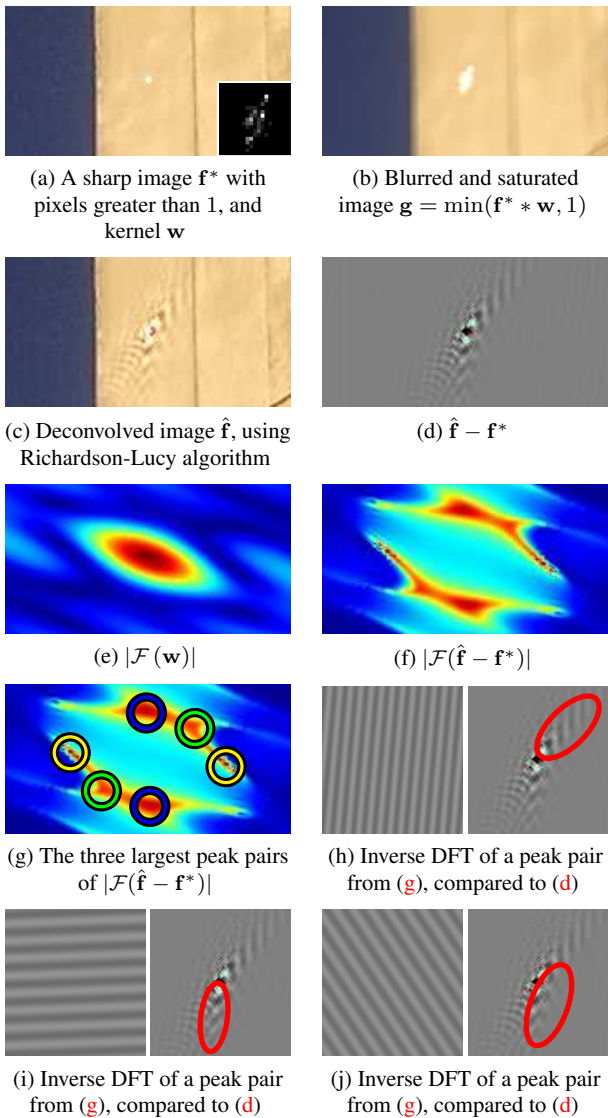 (a) A sharp image f* with
pixels greater than 1, and
kernel w
(b) Blurred and saturated
image g = min(f* * w, 1)
(c) Deconvolved image f̂, using
Richardson-Lucy algorithm
(d) f̂ − f*
(e) |ℱ(w)|
(f) |ℱ(f̂ − f*)|
(g) The three largest peak pairs
of |ℱ(f̂ − f*)|
(h) Inverse DFT of a peak pair
from (g), compared to (d)
(i) Inverse DFT of a peak pair
from (g), compared to (d)
(j) Inverse DFT of a peak pair
from (g), compared to (d)